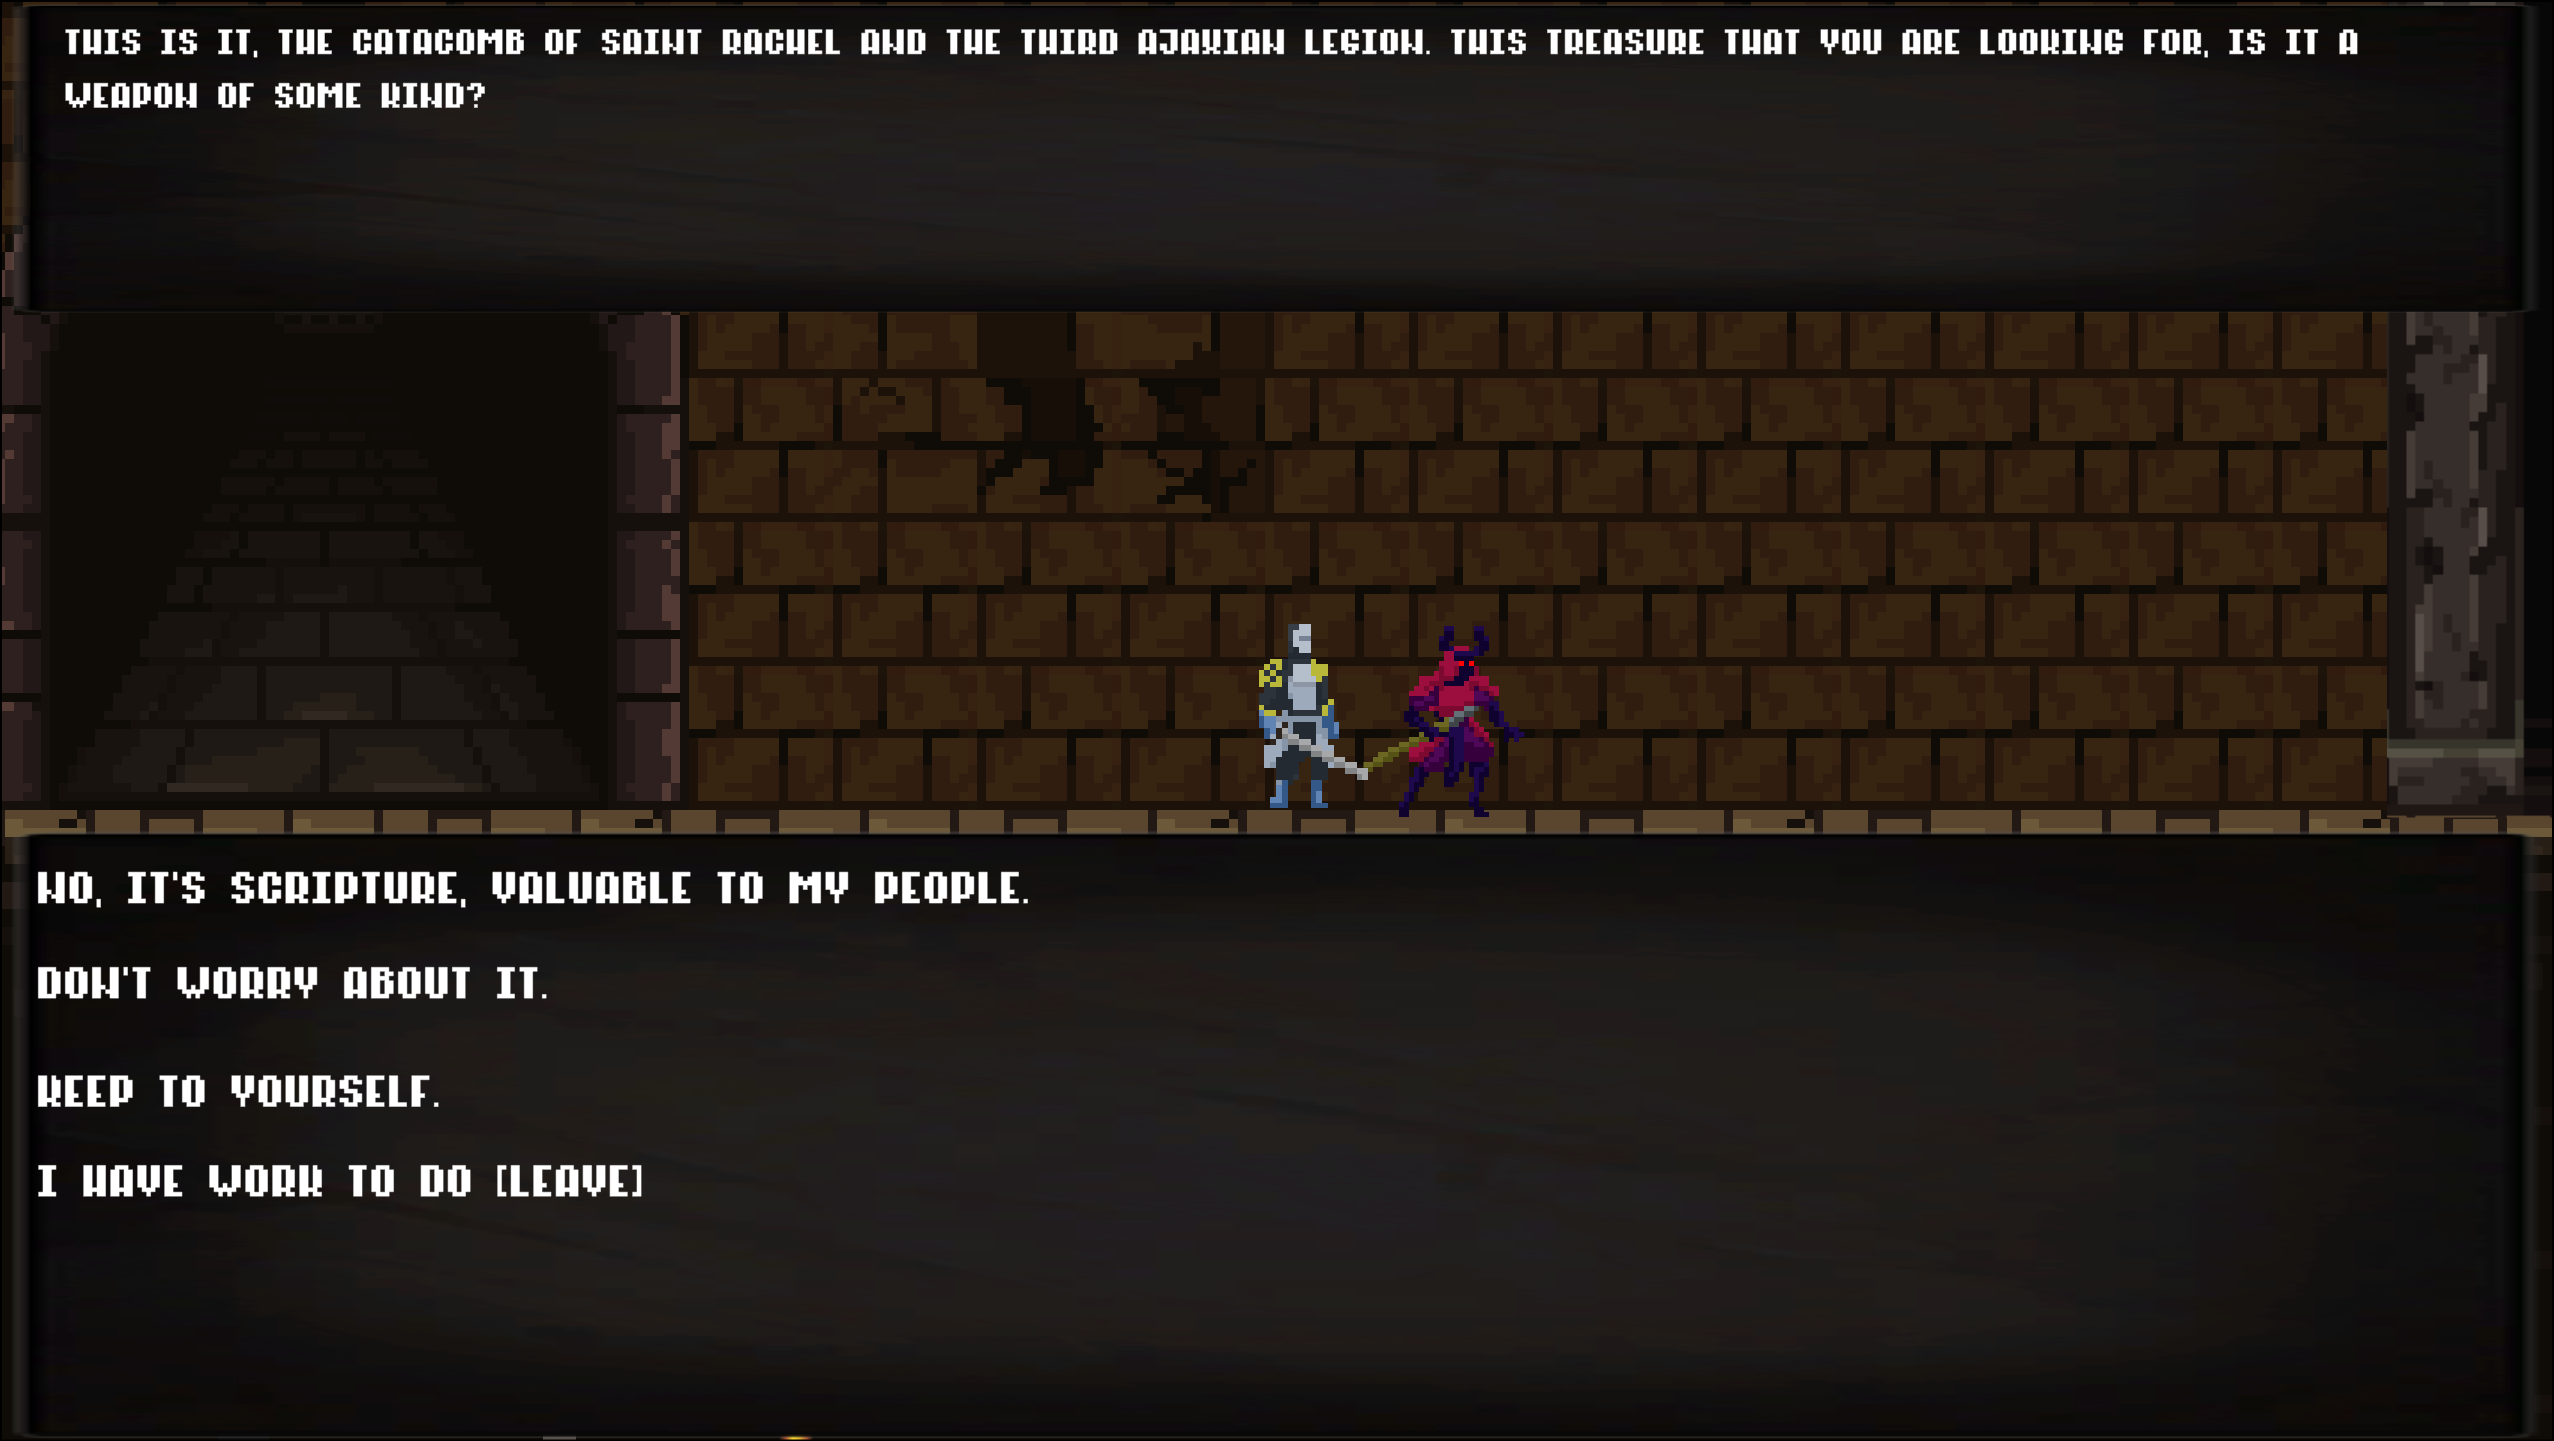 THIS IS IT, THE CATACOMB OF SAINT RACHEL AND THE THIRD AJAKIAN LEGION. THIS TREASURE THAT YOU ARE LOOKING FOR, IS IT A
WEAPON OF SOME KIND?
NO, IT'S SCRIPTURE, VALUABLE TO MY PEOPLE.
DON'T WORRY ABOUT IT.
KEEP TO YOURSELF.
I HAVE WORK TO DO [LEAVE]